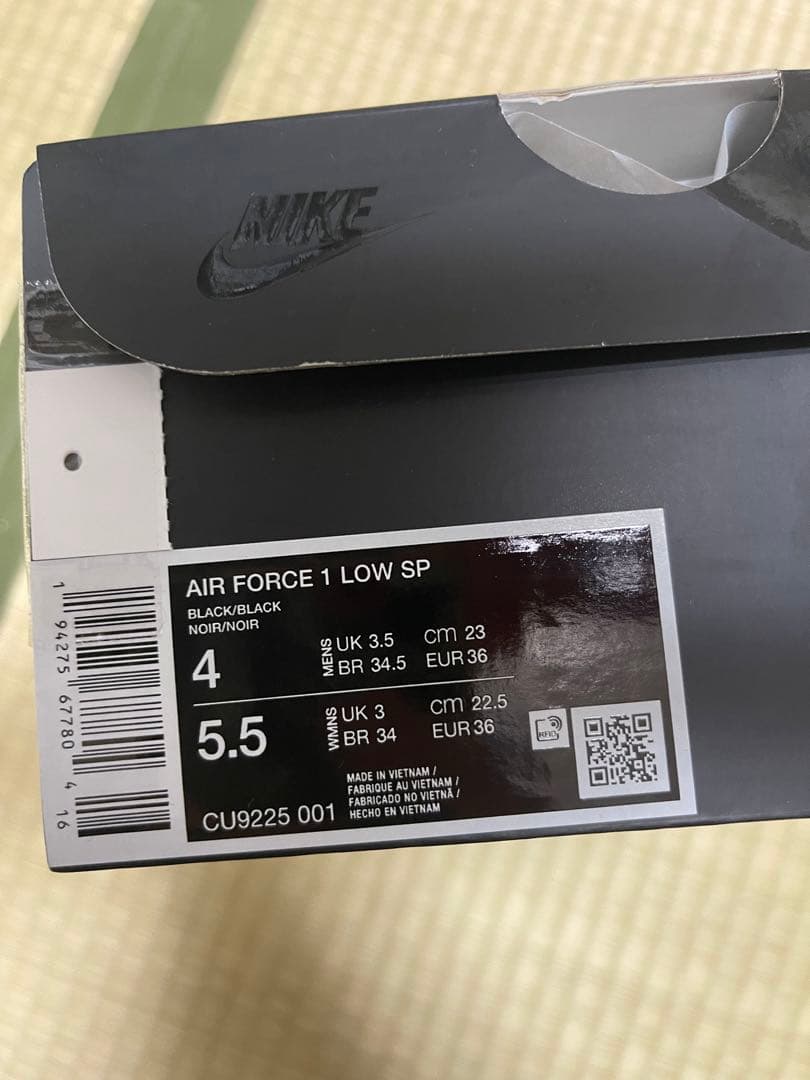 NIKE
AIR FORCE 1 LOW SP
BLACK/BLACK
NOIR/NOIR
4
MENS
UK 3.5
cm 23
BR 34.5
EUR 36
5.5
WMNS
UK 3
cm 22.5
BR 34
EUR 36
RFID
CU9225 001
MADE IN VIETNAM /
FABRIQUE AU VIETNAM /
FABRICADO NO VIETNÃ /
HECHO EN VIETNAM
1 94275 67780 4 16